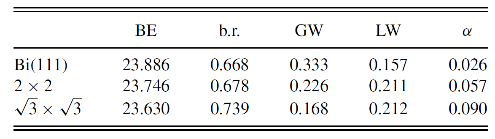 BE b.r. GW LW α
Bi(111) 23.886 0.668 0.333 0.157 0.026
2 × 2 23.746 0.678 0.226 0.211 0.057
√3 × √3 23.630 0.739 0.168 0.212 0.090